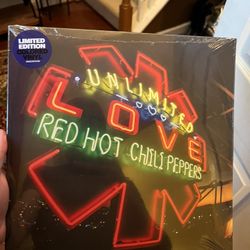 LIMITED
EDITION
UNLIMITED
LOVE
RED HOT CHILI PEPPERS